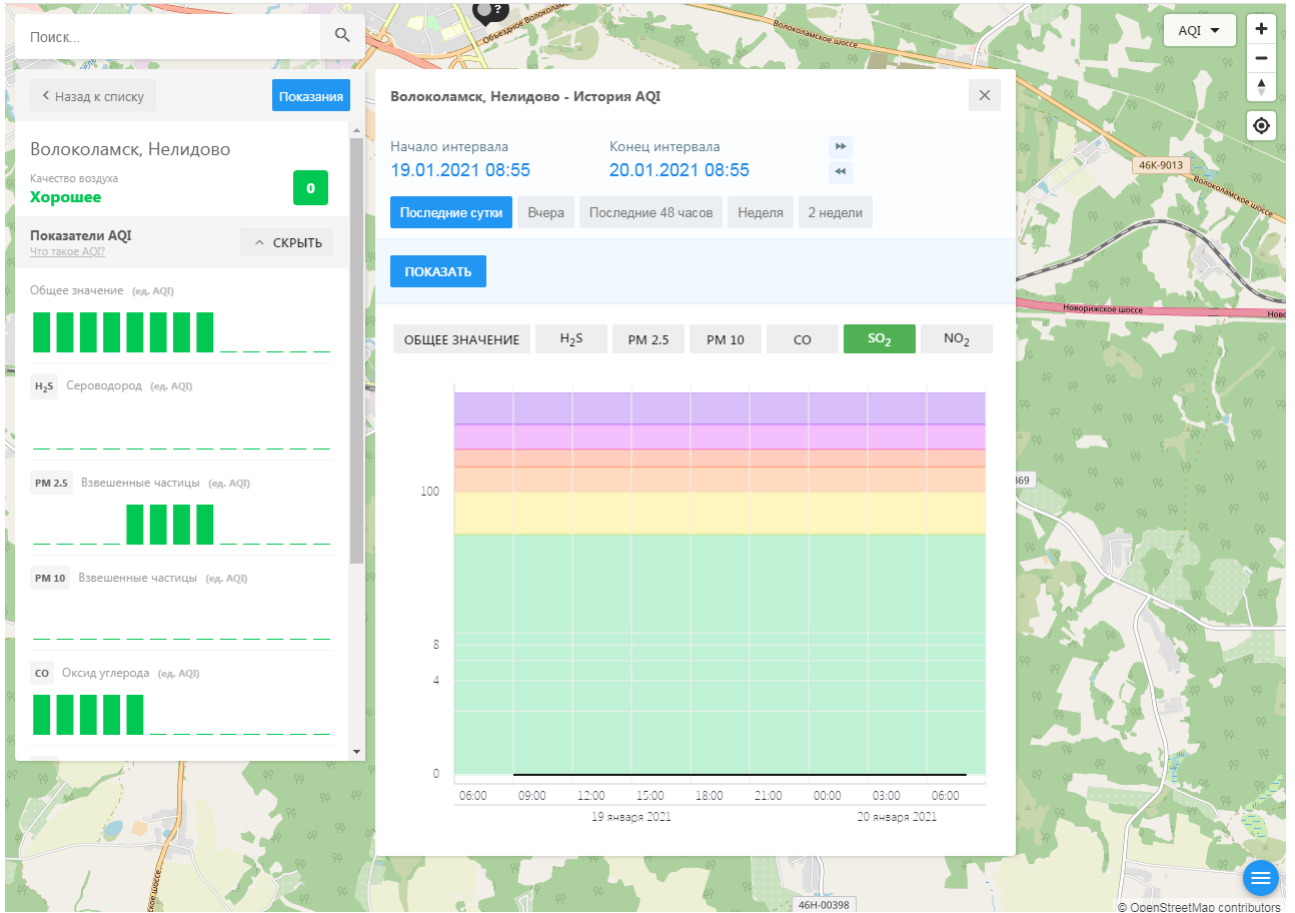 ?
Объездное Волокола
Волоколамское шоссе
Поиск...
AQI
+
−
Назад к списку
Показания
Волоколамск, Нелидово - История AQI
Волоколамск, Нелидово
Качество воздуха
Хорошее
0
Начало интервала
Конец интервала
19.01.2021 08:55
20.01.2021 08:55
Последние сутки
Вчера
Последние 48 часов
Неделя
2 недели
46К-9013
Волоколамское шоссе
Показатели AQI
Что такое AQI?
СКРЫТЬ
ПОКАЗАТЬ
Общее значение (ед. AQI)
Новорижское шоссе
Новс
ОБЩЕЕ ЗНАЧЕНИЕ
H₂S
PM 2.5
PM 10
CO
SO₂
NO₂
H₂S Сероводород (ед. AQI)
PM 2.5 Взвешенные частицы (ед. AQI)
PM 10 Взвешенные частицы (ед. AQI)
CO Оксид углерода (ед. AQI)
100
8
4
0
369
06:00 09:00 12:00 15:00 18:00 21:00 00:00 03:00 06:00
19 января 2021
20 января 2021
46Н-00398
© OpenStreetMap contributors